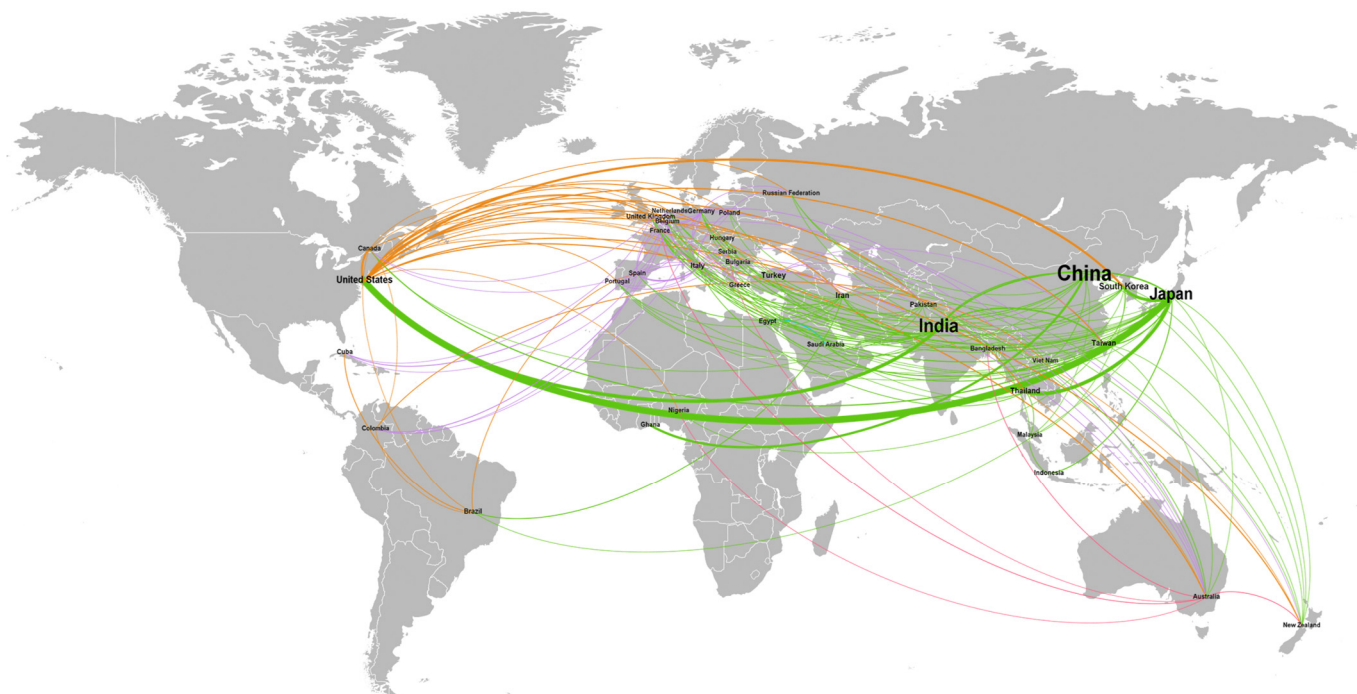 Russian Federation
Netherlands
Germany
Poland
United Kingdom
Belgium
France
Hungery
Canada
Serbia
Bulgaria
Italy
Spain
Turkey
China
United States
Portugal
Greece
South Korea
Japan
Iran
Pakistan
Egypt
India
Saudi Arabia
Taiwan
Bangladesh
Cuba
Viet Nam
Thailand
Nigeria
Ghana
Colombia
Malaysia
Indonesia
Brazil
Australia
New Zealand